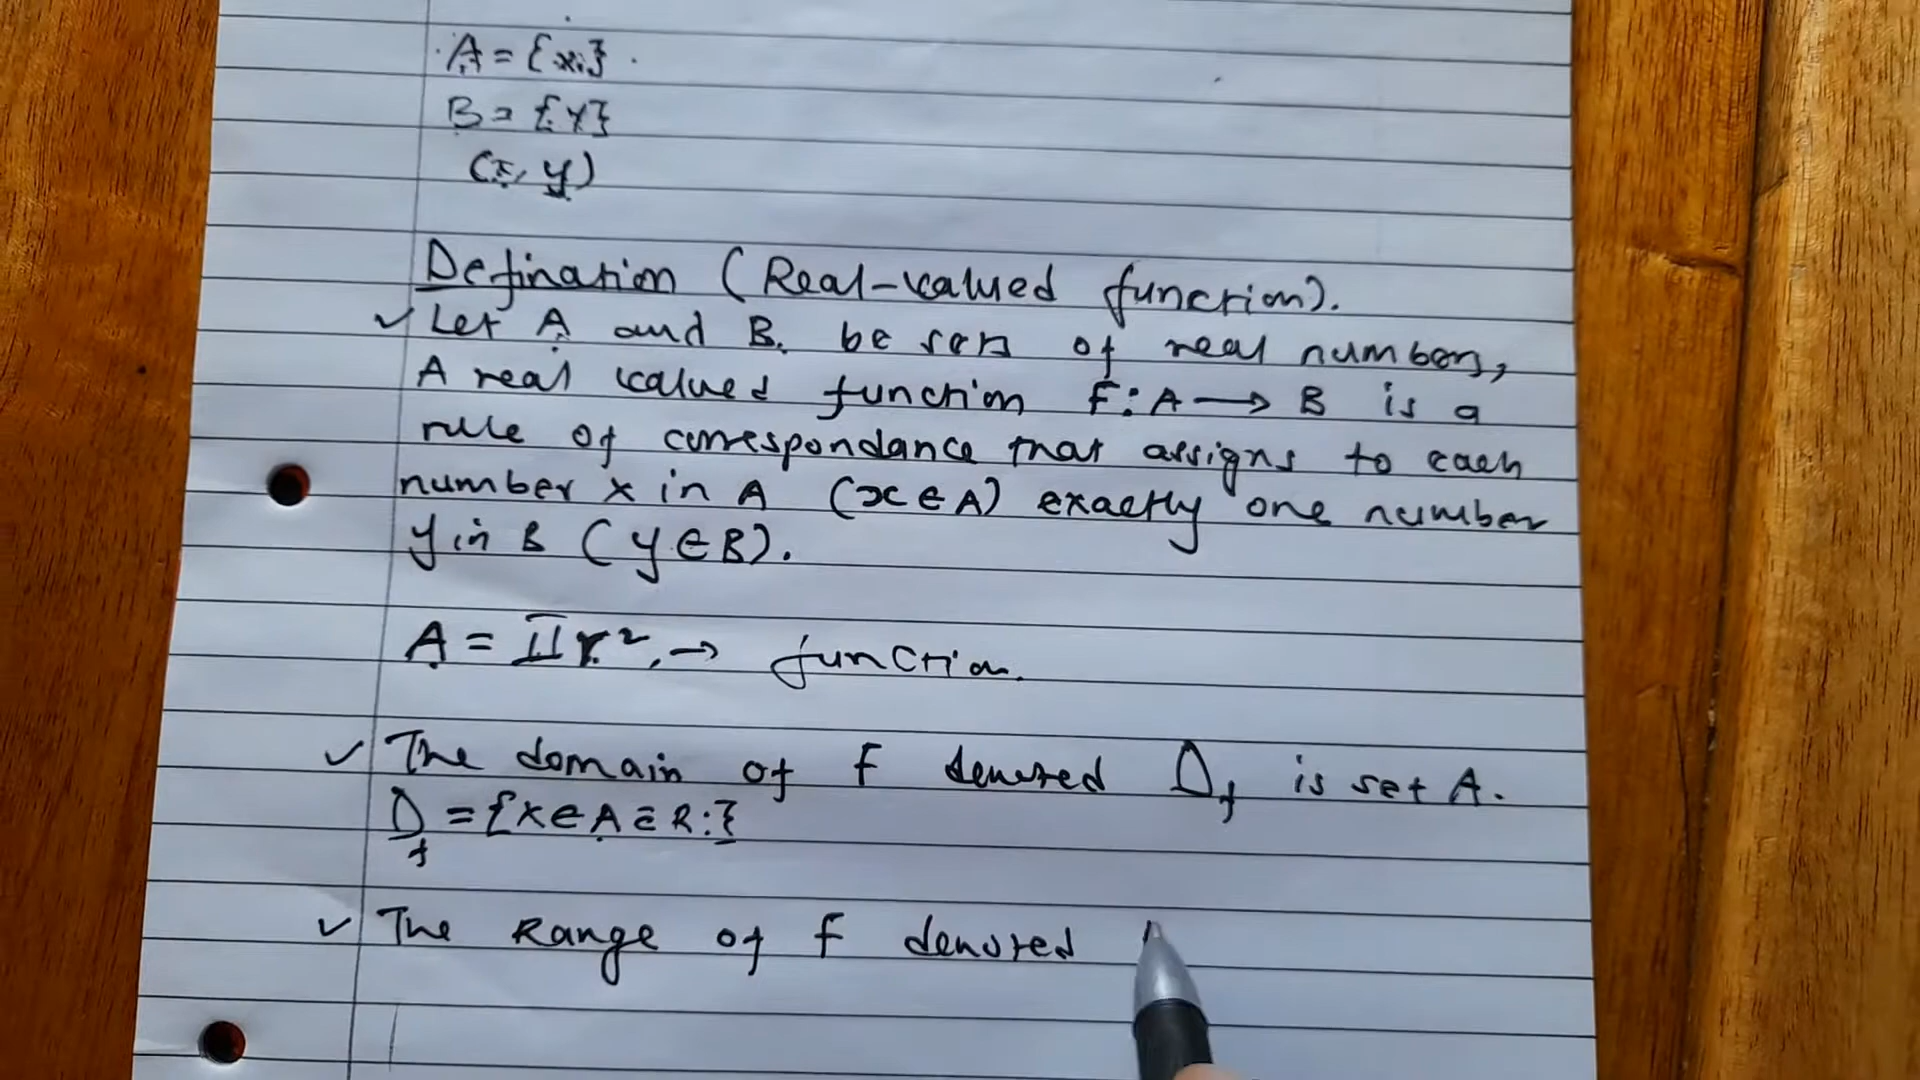 A = {x.}
B = {Y}
(x, y)
Defination (Real-valued function).
✓ Let A and B. be sets of real numbers,
A real valued function F: A → B is a
rule of correspondance that assigns to each
number x in A (x ∈ A) exactly one number
y in B (y ∈ B).
A = Πr². → function.
✓ The domain of F denoted D_f is set A.
D_f = {x ∈ A ⊆ R:}
✓ The Range of F denoted